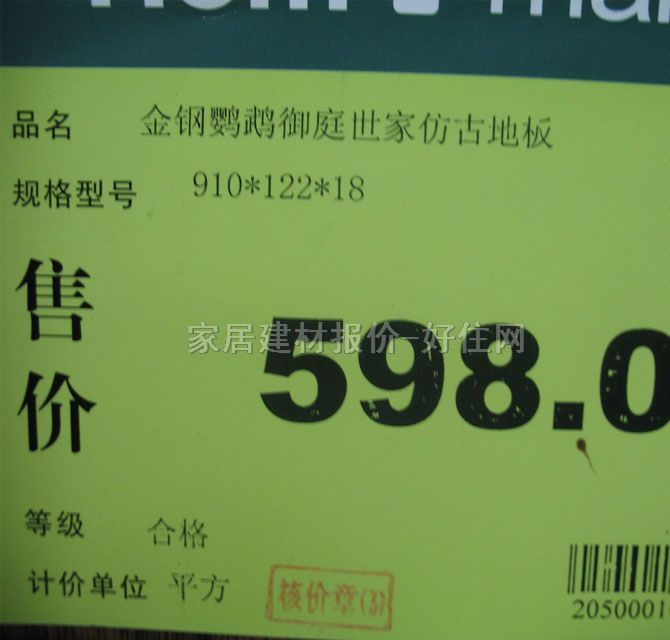 品名 金钢鹦鹉御庭世家仿古地板
规格型号 910*122*18
售价 598.0
家居建材报价-好住网
等级 合格
计价单位 平方
核价章(3)
2050001